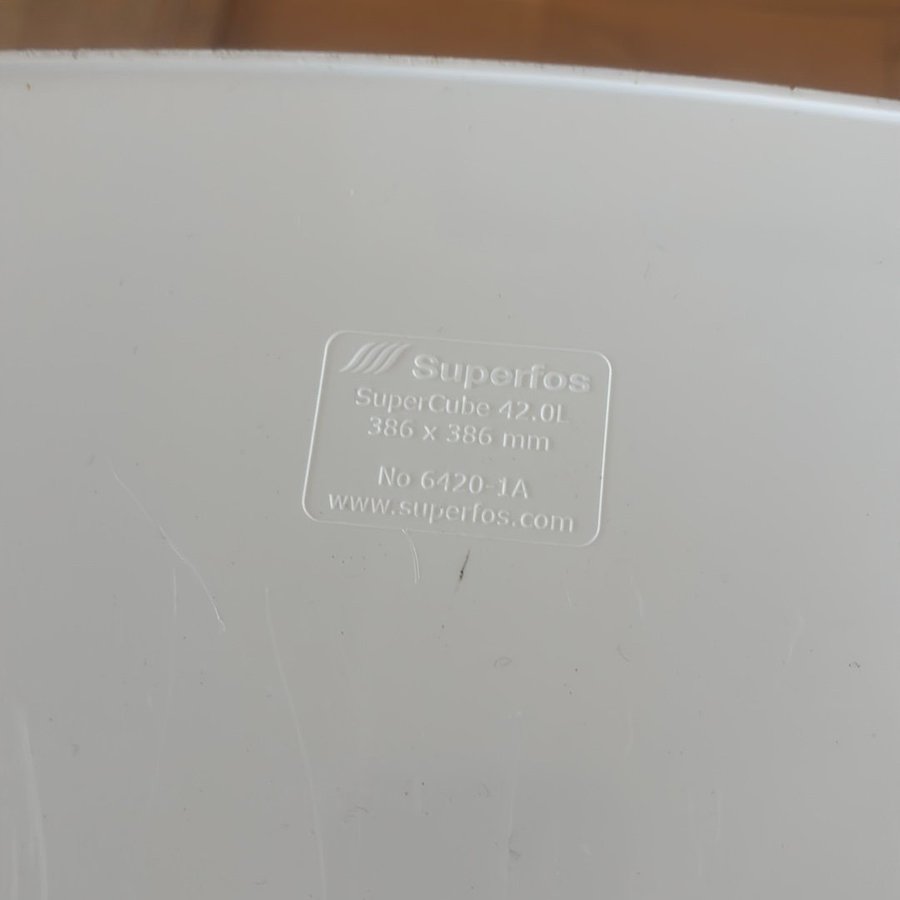 Superfos
SuperCube 42.0L
386 x 386 mm
No 6420-1A
www.superfos.com